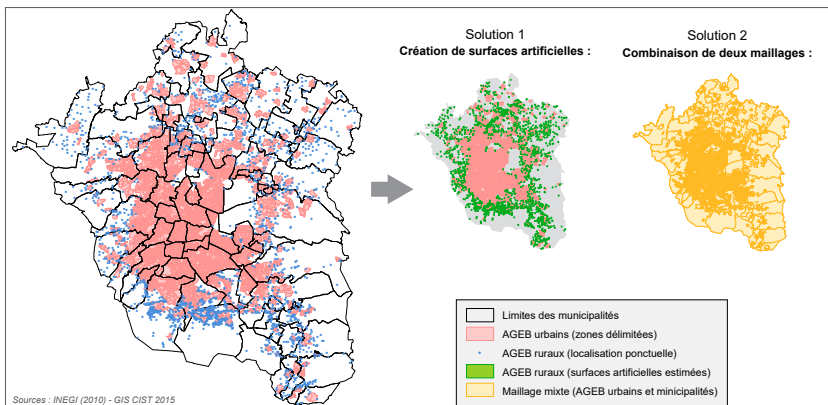 Solution 1
Création de surfaces artificielles :
Solution 2
Combinaison de deux maillages :
Limites des municipalités
AGEB urbains (zones délimitées)
AGEB ruraux (localisation ponctuelle)
AGEB ruraux (surfaces artificielles estimées)
Maillage mixte (AGEB urbains et minicipalités)
Sources : INEGI (2010) - GIS CIST 2015